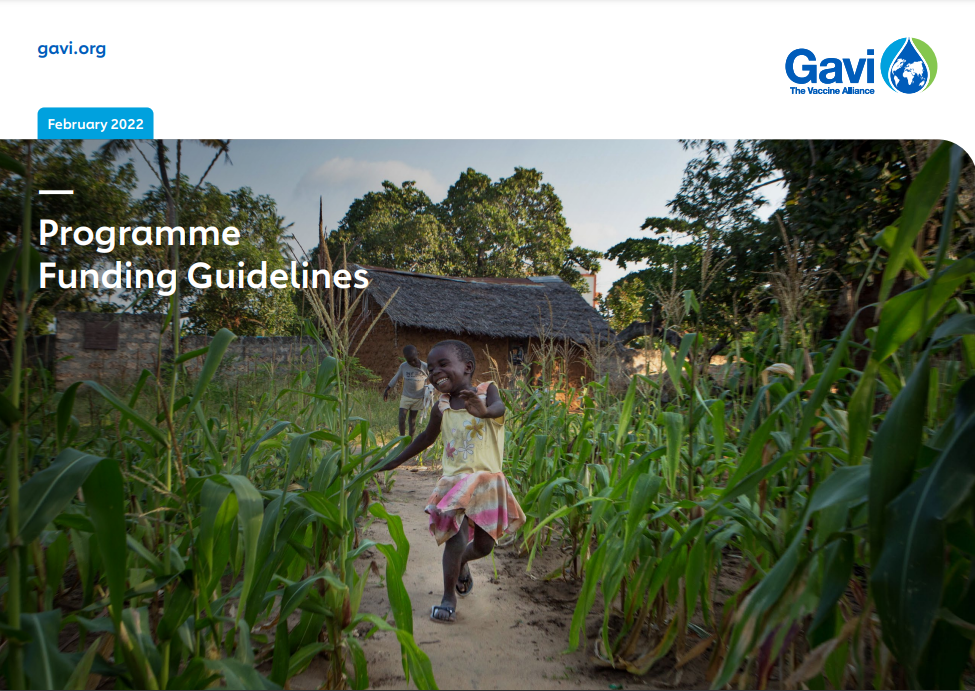 gavi.org
Gavi
The Vaccine Alliance
February 2022
Programme
Funding Guidelines